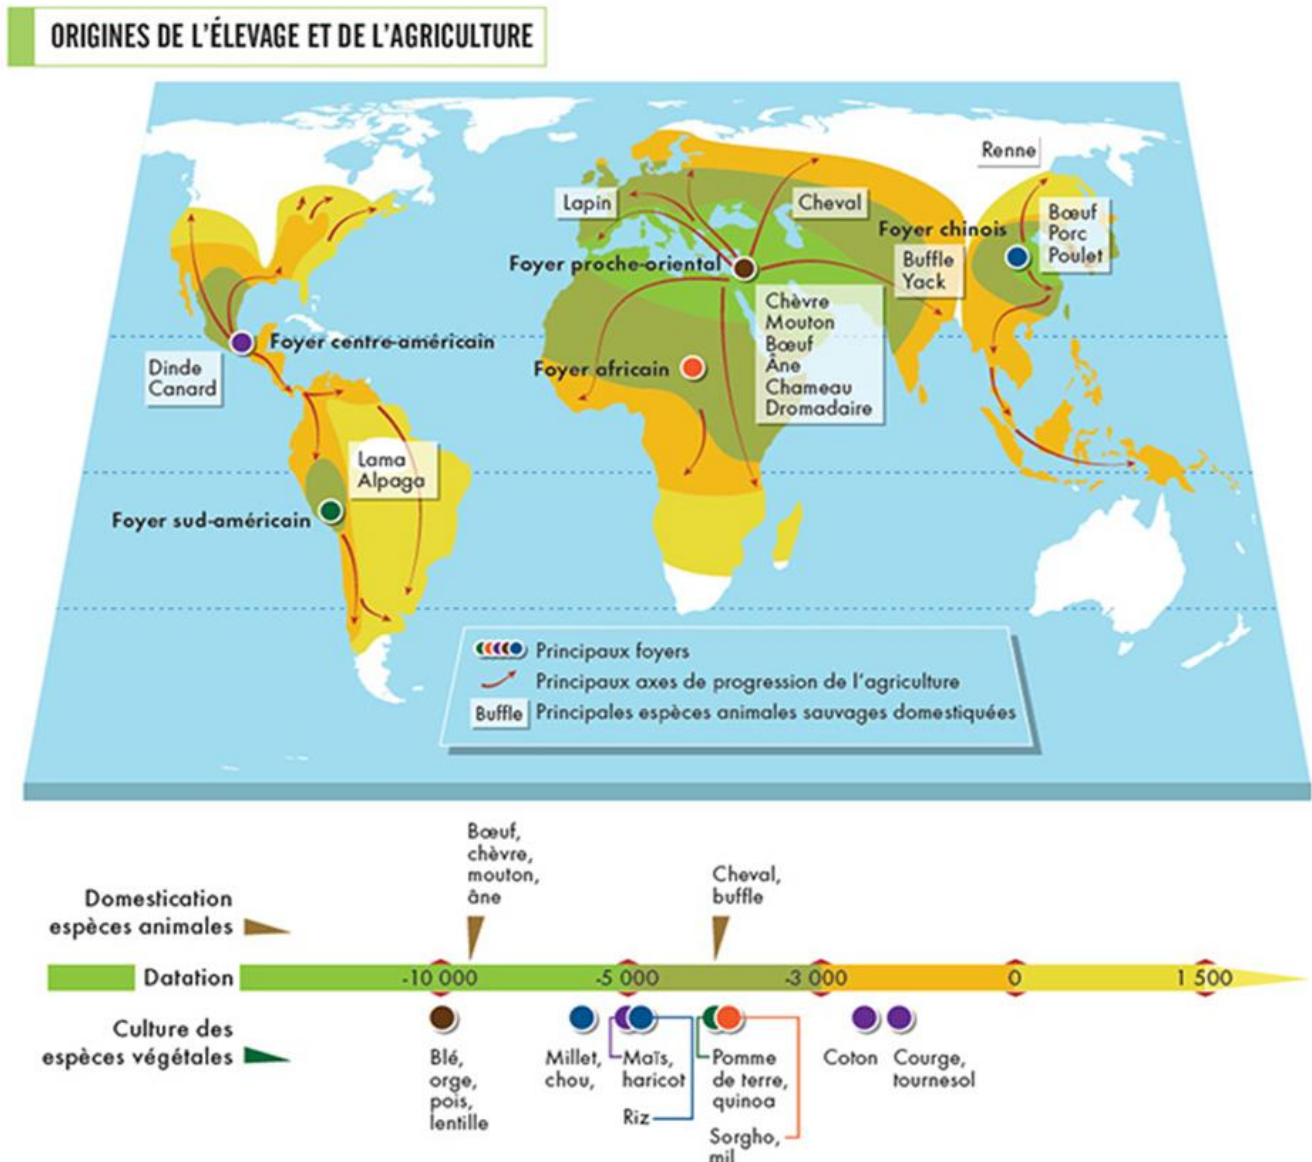 ORIGINES DE L'ÉLEVAGE ET DE L'AGRICULTURE
Renne
Lapin
Cheval
Foyer chinois
Bœuf
Porc
Poulet
Foyer proche-oriental
Buffle
Yack
Chèvre
Mouton
Bœuf
Âne
Chameau
Dromadaire
Foyer centre-américain
Dinde
Canard
Foyer africain
Lama
Alpaga
Foyer sud-américain
Principaux foyers
Principaux axes de progression de l'agriculture
Buffle
Principales espèces animales sauvages domestiquées
Bœuf,
chèvre,
mouton,
âne
Cheval,
buffle
Domestication
espèces animales
Datation
-10 000
-5 000
-3 000
0
1 500
Culture des
espèces végétales
Blé,
orge,
pois,
lentille
Millet,
chou,
Maïs,
haricot
Riz
Pomme
de terre,
quinoa
Sorgho,
mil
Coton
Courge,
tournesol